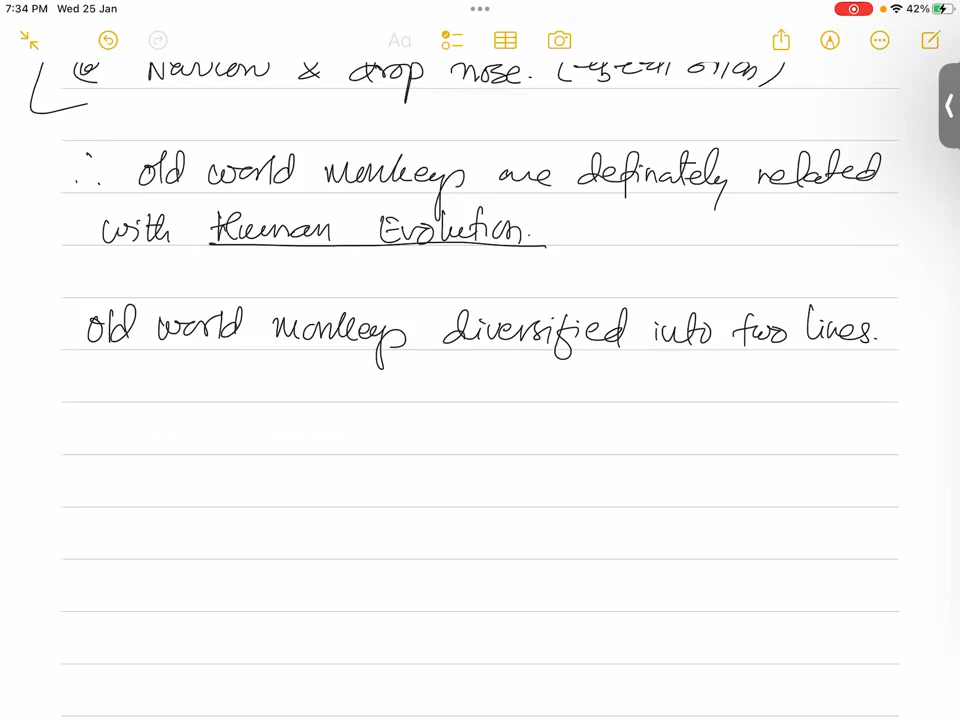 7:34 PM Wed 25 Jan
42%
Aa
Narrow & drop nose.
∴ old world monkeys are definately related
with Human Evolution.
old world monkeys diversified into two lines.